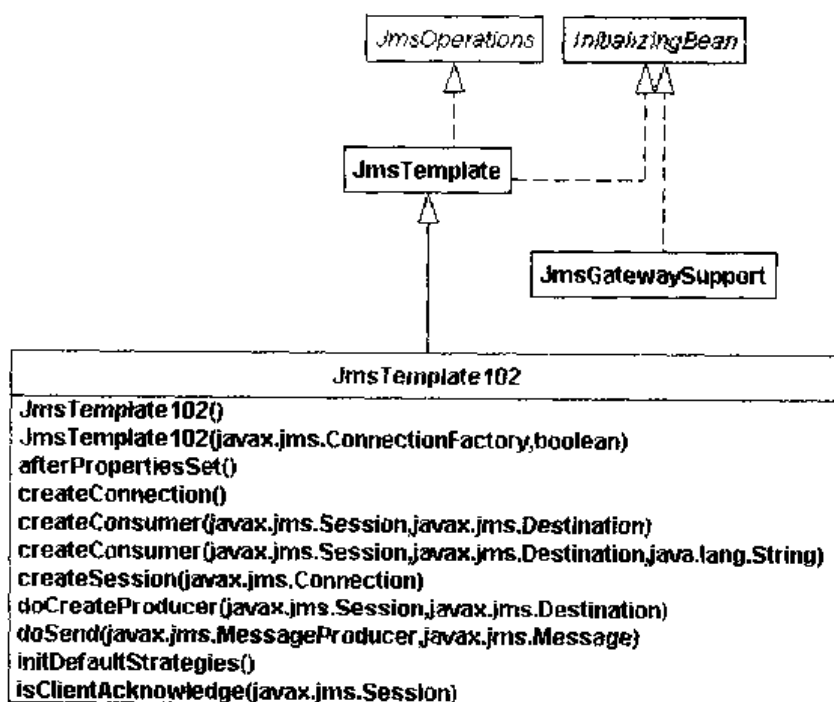 JmsOperations
InitializingBean
JmsTemplate
JmsGatewaySupport
JmsTemplate102
JmsTemplate102()
JmsTemplate102(javax.jms.ConnectionFactory,boolean)
afterPropertiesSet()
createConnection()
createConsumer(javax.jms.Session,javax.jms.Destination)
createConsumer(javax.jms.Session,javax.jms.Destination,java.lang.String)
createSession(javax.jms.Connection)
doCreateProducer(javax.jms.Session,javax.jms.Destination)
doSend(javax.jms.MessageProducer,javax.jms.Message)
initDefaultStrategies()
isClientAcknowledge(javax.jms.Session)